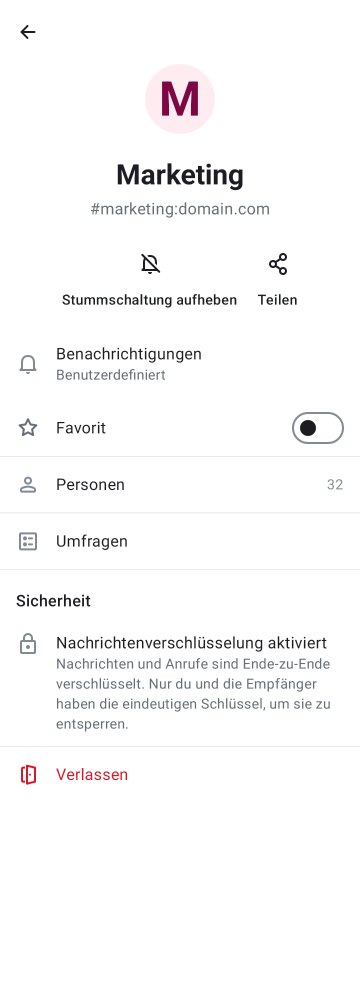 M
Marketing
#marketing:domain.com
Stummschaltung aufheben
Teilen
Benachrichtigungen
Benutzerdefiniert
Favorit
Personen 32
Umfragen
Sicherheit
Nachrichtenverschlüsselung aktiviert
Nachrichten und Anrufe sind Ende-zu-Ende
verschlüsselt. Nur du und die Empfänger
haben die eindeutigen Schlüssel, um sie zu
entsperren.
Verlassen